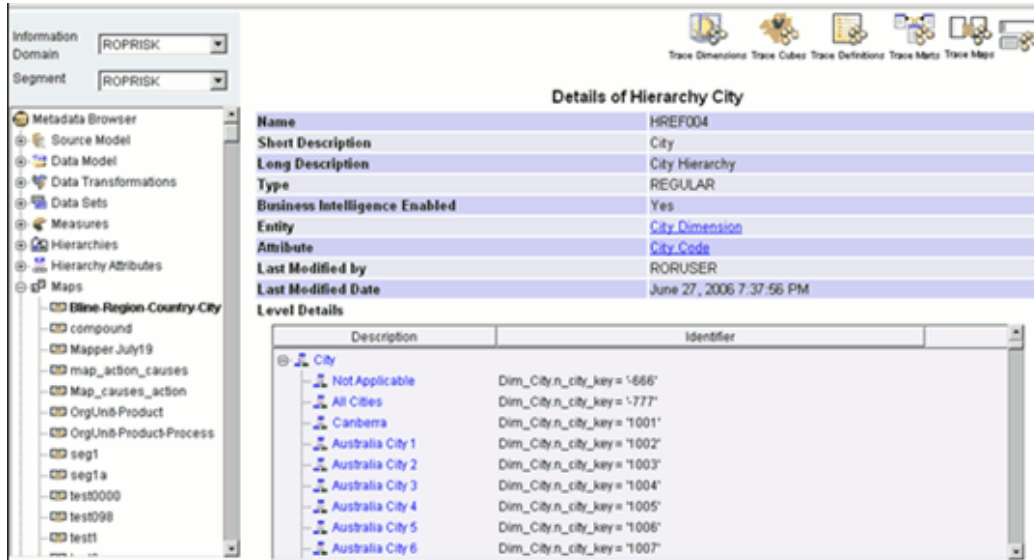 Information
Domain
ROPRISK
Segment
ROPRISK
Trace Dimensions Trace Cubes Trace Definitions Trace Marts Trace Maps
Metadata Browser
Source Model
Data Model
Data Transformations
Data Sets
Measures
Hierarchies
Hierarchy Attributes
Maps
Bline-Region-Country-City
compound
Mapper July19
map_action_causes
Map_causes_action
OrgUnit-Product
OrgUnit-Product-Process
seg1
seg1a
test0000
test098
test1
Details of Hierarchy City
Name HREF004
Short Description City
Long Description City Hierarchy
Type REGULAR
Business Intelligence Enabled Yes
Entity City Dimension
Attribute City Code
Last Modified by RORUSER
Last Modified Date June 27, 2006 7:37:56 PM
Level Details
Description Identifier
City
Not Applicable Dim_City.n_city_key = '-666'
All Cities Dim_City.n_city_key = '-777'
Canberra Dim_City.n_city_key = '1001'
Australia City 1 Dim_City.n_city_key = '1002'
Australia City 2 Dim_City.n_city_key = '1003'
Australia City 3 Dim_City.n_city_key = '1004'
Australia City 4 Dim_City.n_city_key = '1005'
Australia City 5 Dim_City.n_city_key = '1006'
Australia City 6 Dim_City.n_city_key = '1007'